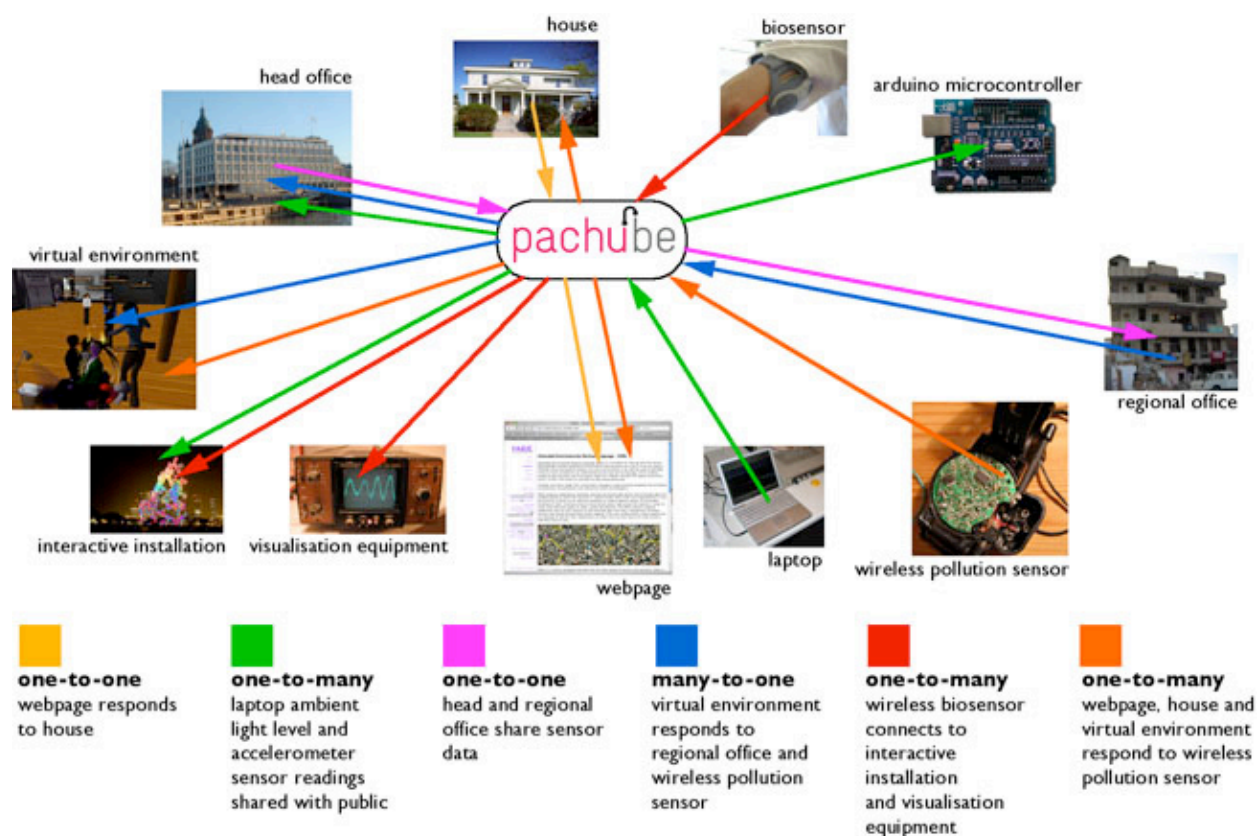 house
biosensor
head office
arduino microcontroller
pachube
virtual environment
regional office
interactive installation
visualisation equipment
webpage
laptop
wireless pollution sensor
one-to-one
webpage responds
to house
one-to-many
laptop ambient
light level and
accelerometer
sensor readings
shared with public
one-to-one
head and regional
office share sensor
data
many-to-one
virtual environment
responds to
regional office and
wireless pollution
sensor
one-to-many
wireless biosensor
connects to
interactive
installation
and visualisation
equipment
one-to-many
webpage, house and
virtual environment
respond to wireless
pollution sensor